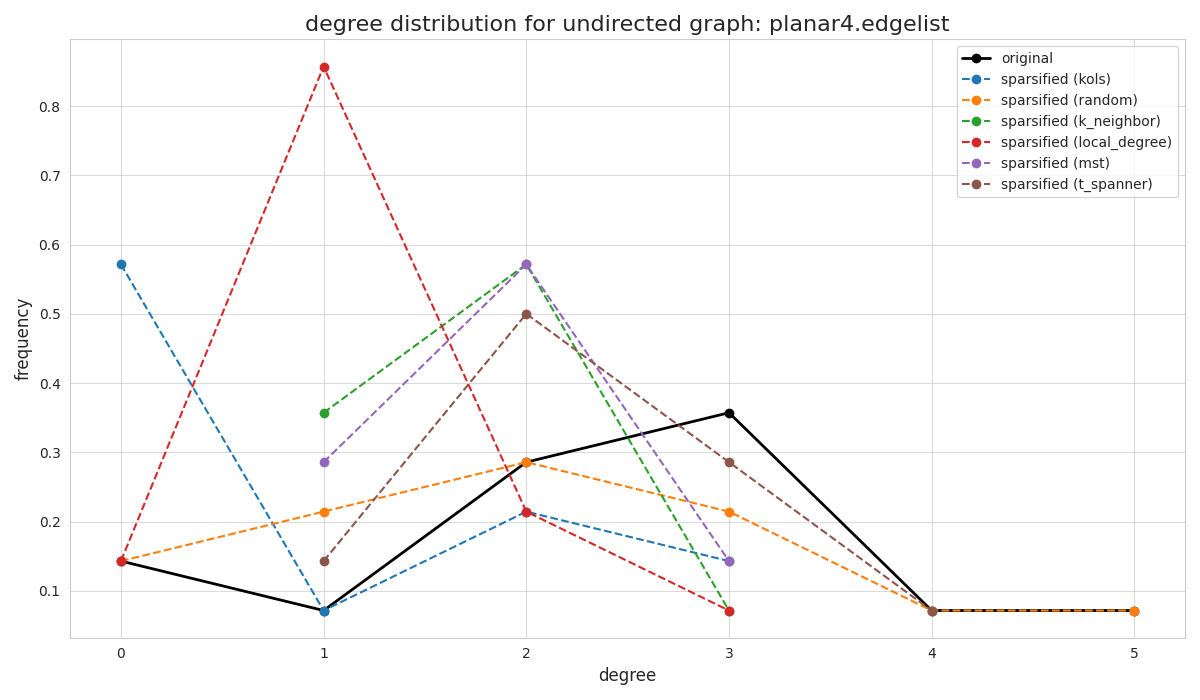 degree distribution for undirected graph: planar4.edgelist
original
sparsified (kols)
sparsified (random)
sparsified (k_neighbor)
sparsified (local_degree)
sparsified (mst)
sparsified (t_spanner)
frequency
0.8
0.7
0.6
0.5
0.4
0.3
0.2
0.1
0 1 2 3 4 5
degree